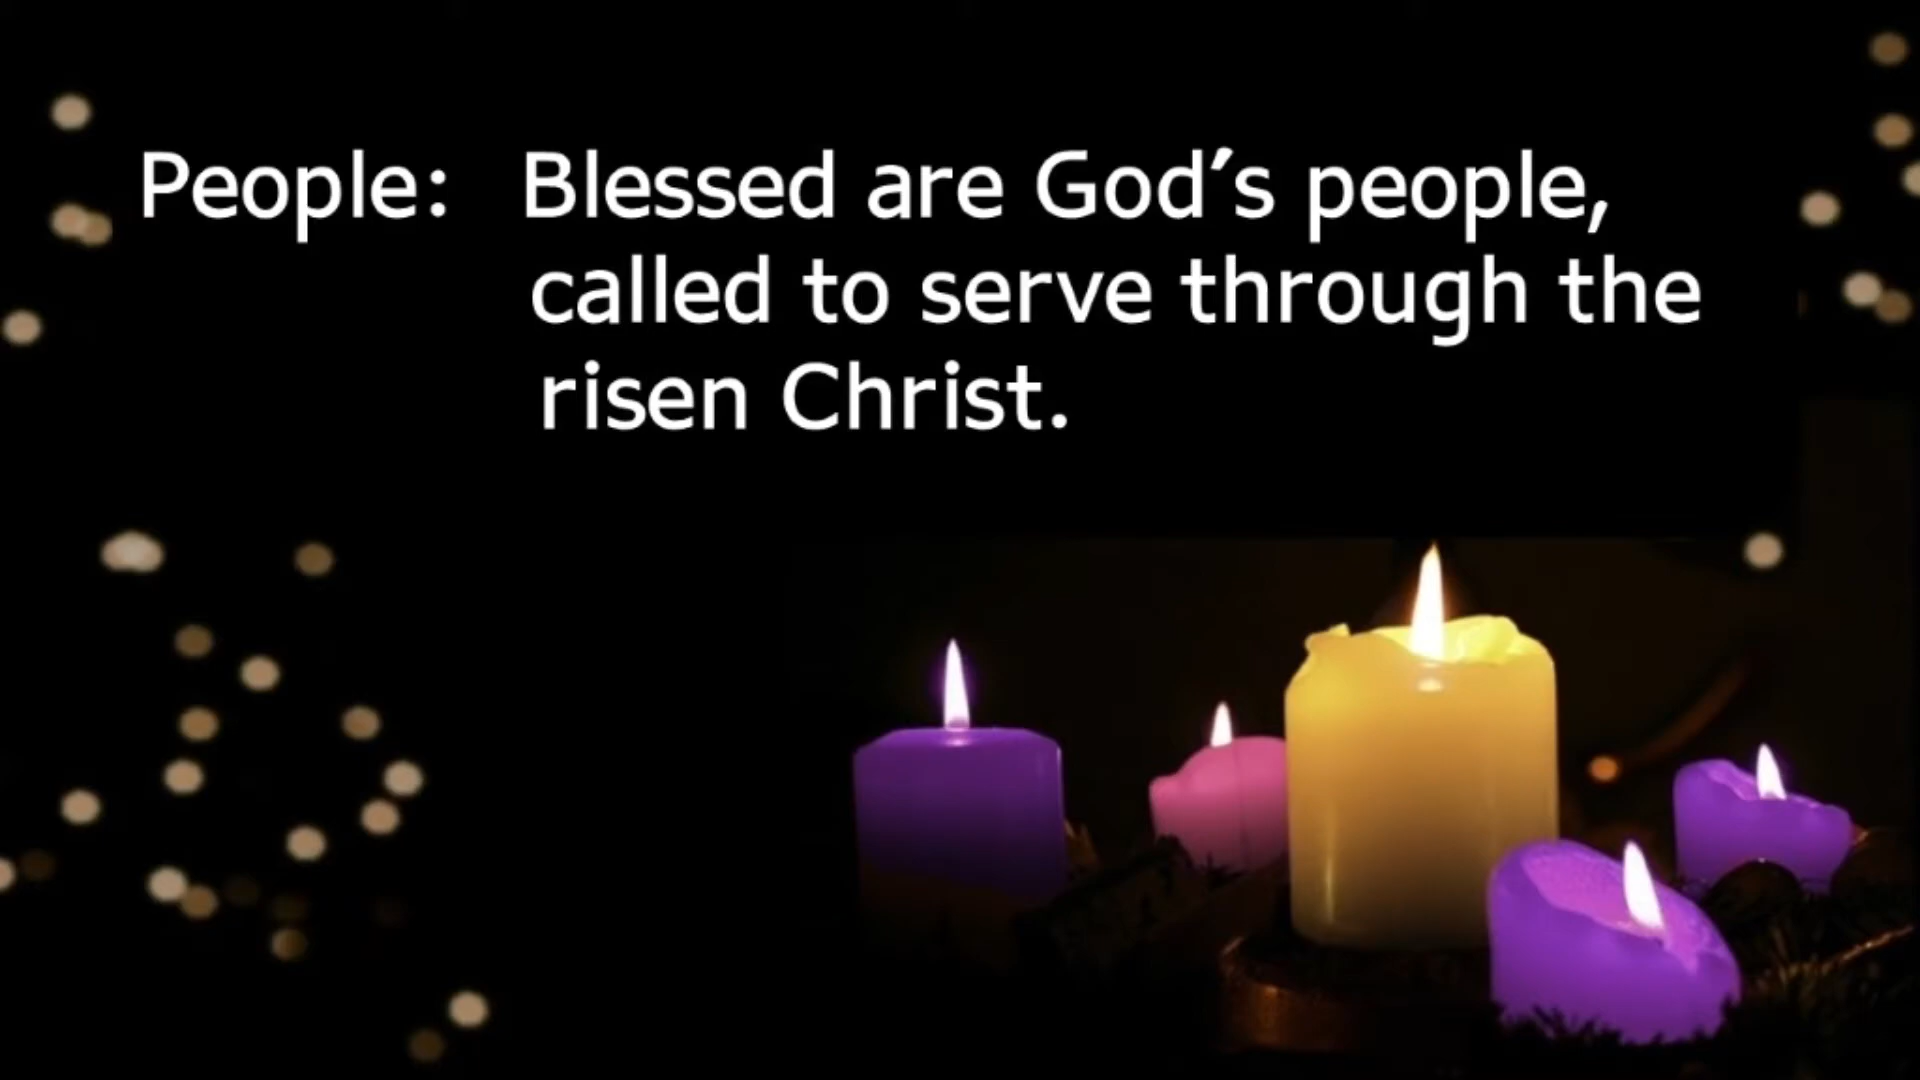 People: Blessed are God's people,
called to serve through the
risen Christ.